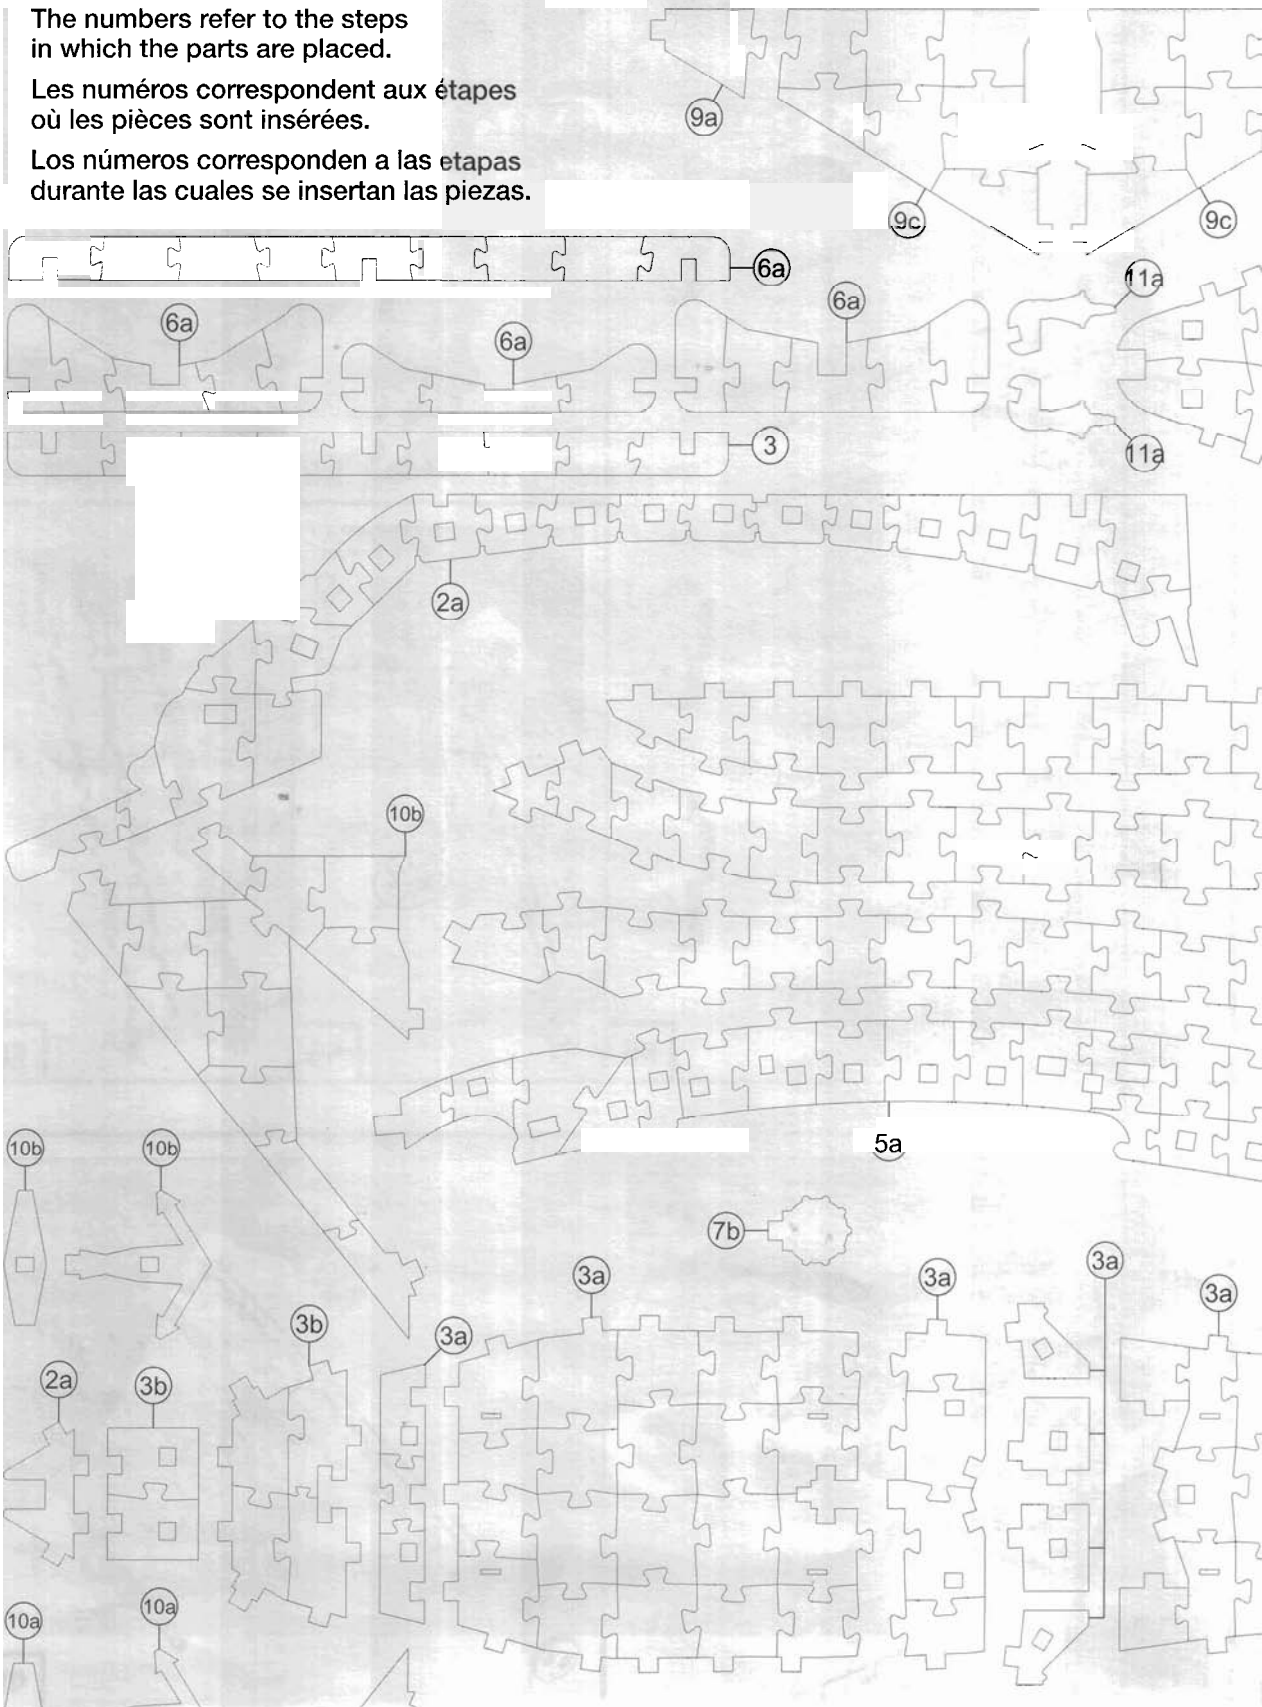 The numbers refer to the steps
in which the parts are placed.
Les numéros correspondent aux étapes
où les pièces sont insérées.
Los números corresponden a las etapas
durante las cuales se insertan las piezas.
9a
9c
9c
6a
11a
6a
6a
6a
3
11a
2a
10b
5a
10b
10b
7b
3a
3a
3a
3a
3b
3a
2a
3b
10a
10a